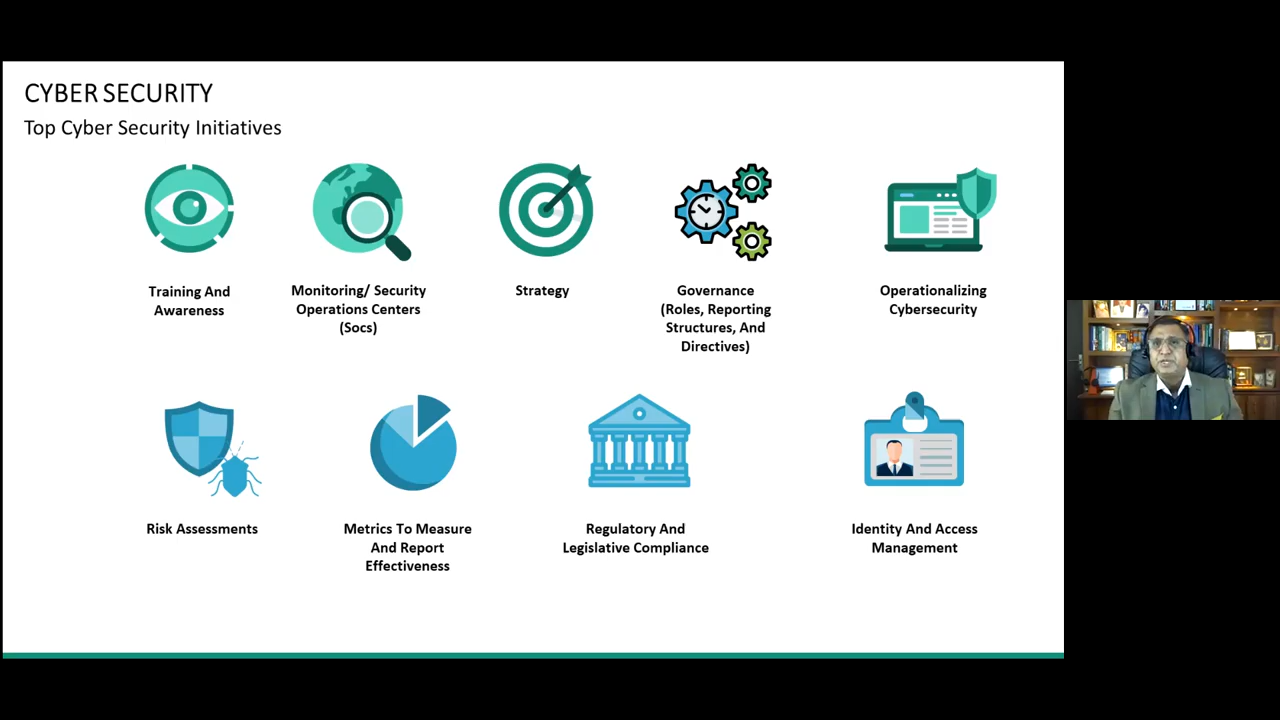 CYBER SECURITY
Top Cyber Security Initiatives
Training And
Awareness
Monitoring/ Security
Operations Centers
(Socs)
Strategy
Governance
(Roles, Reporting
Structures, And
Directives)
Operationalizing
Cybersecurity
Risk Assessments
Metrics To Measure
And Report
Effectiveness
Regulatory And
Legislative Compliance
Identity And Access
Management